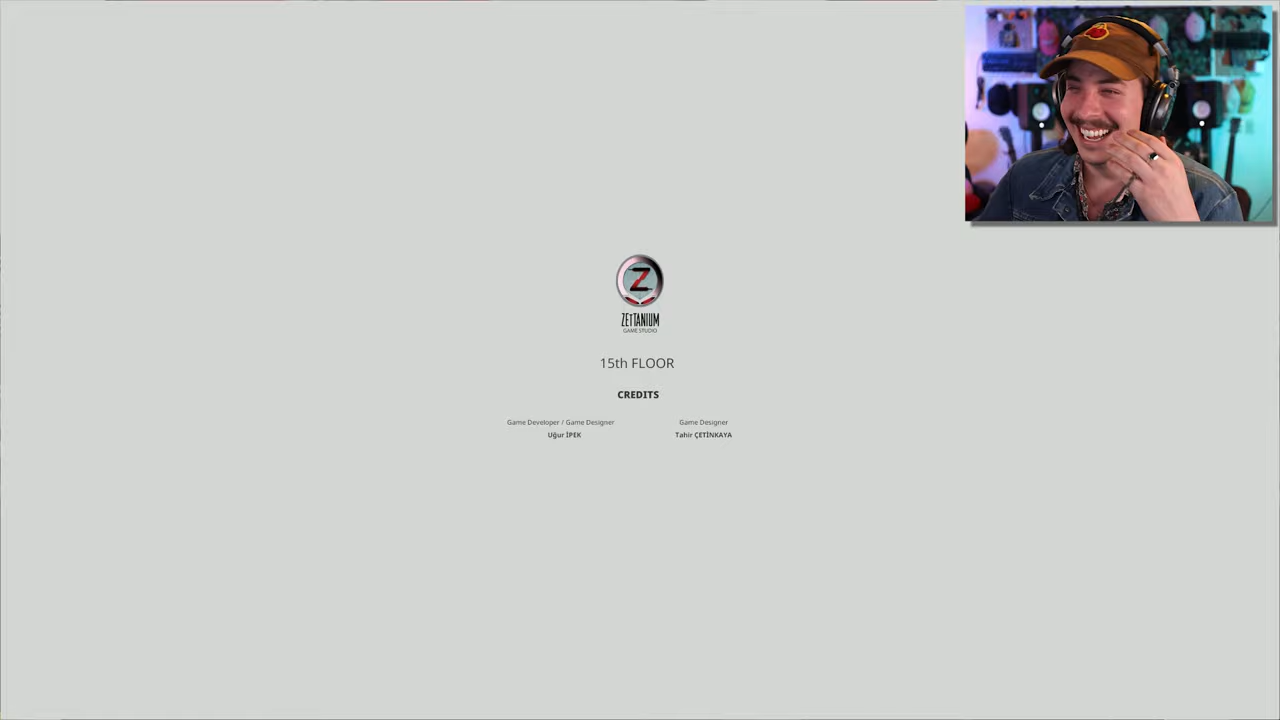 Z
ZETTANIUM
GAME STUDIO
15th FLOOR
CREDITS
Game Developer / Game Designer
Uğur İPEK
Game Designer
Tahir ÇETİNKAYA